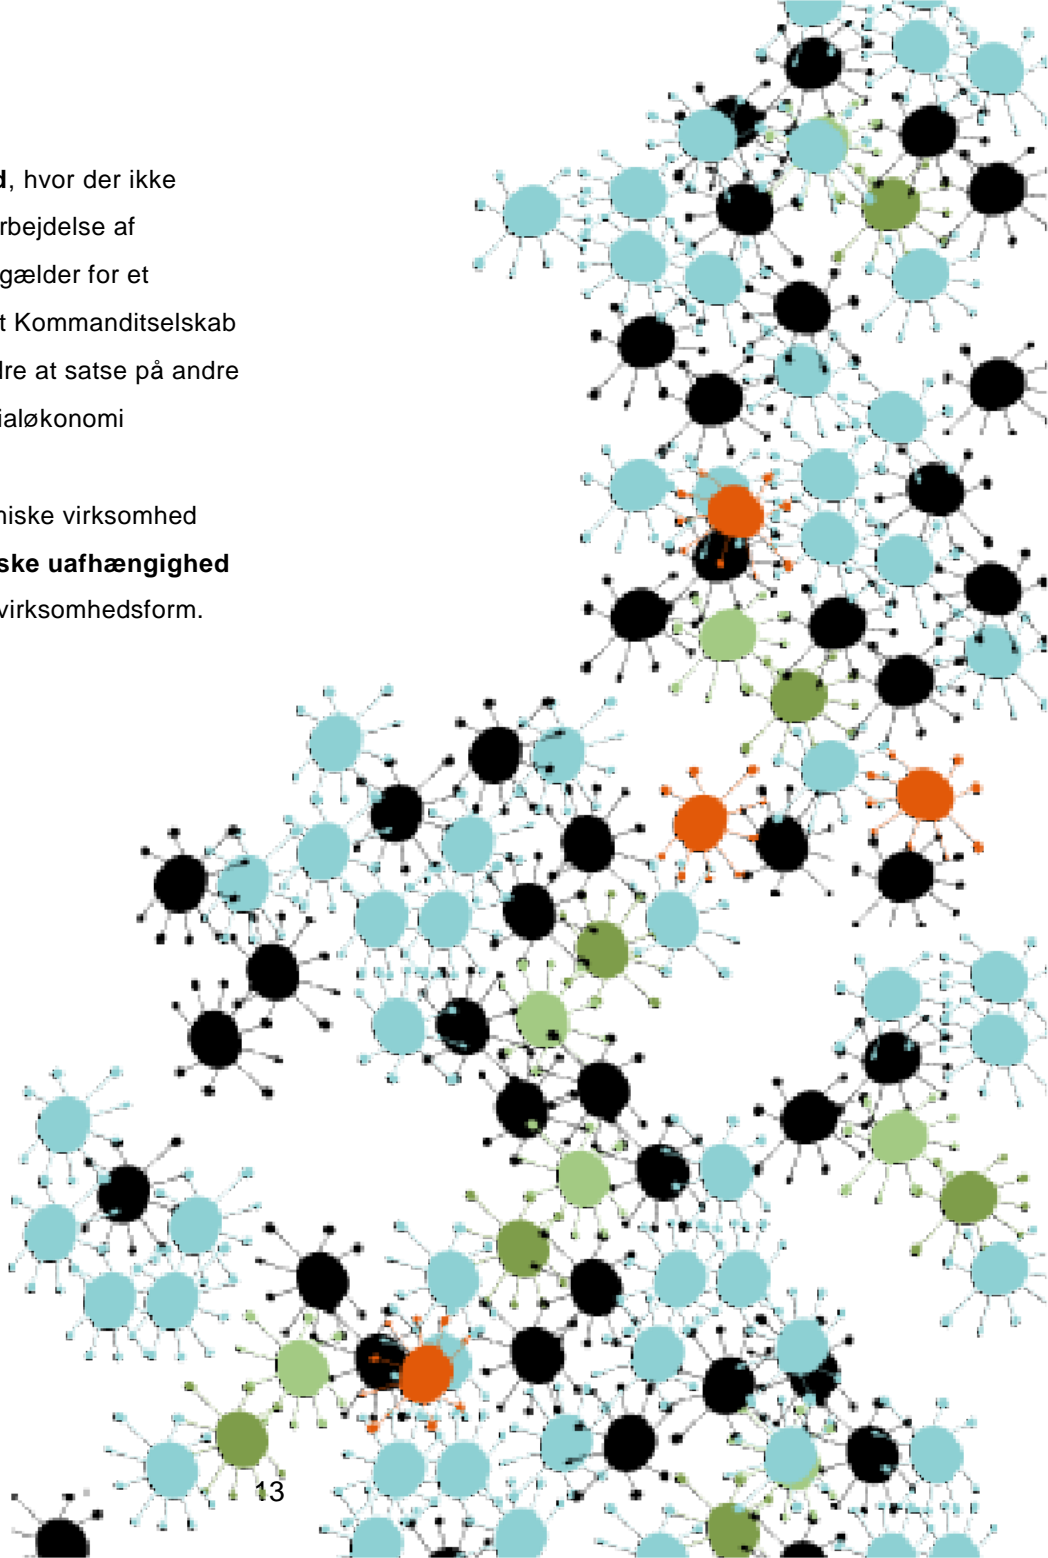 d, hvor der ikke
rbejdelse af
gælder for et
t Kommanditselskab
dre at satse på andre
ialøkonomi
niske virksomhed
ske uafhængighed
virksomhedsform.
13